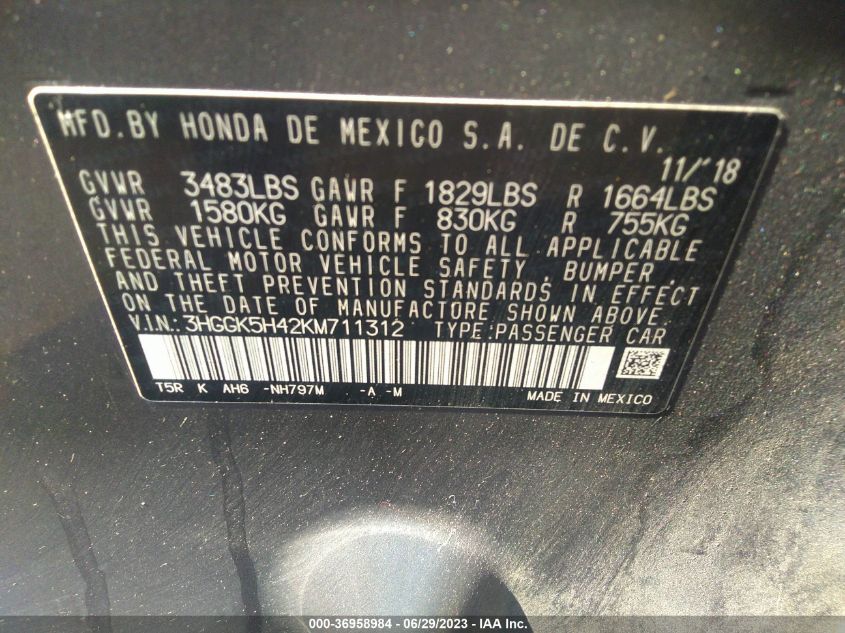 MFD. BY HONDA DE MEXICO S.A. DE C.V.
11/'18
GVWR 3483LBS GAWR F 1829LBS R 1664LBS
GVWR 1580KG GAWR F 830KG R 755KG
THIS VEHICLE CONFORMS TO ALL APPLICABLE
FEDERAL MOTOR VEHICLE SAFETY, BUMPER,
AND THEFT PREVENTION STANDARDS IN EFFECT
ON THE DATE OF MANUFACTORE SHOWN ABOVE.
V.I.N.: 3HGGK5H42KM711312 TYPE:PASSENGER CAR
T5R K AH6 -NH797M -A -M
MADE IN MEXICO
000-36958984 / 06/29/2023 - IAA Inc.